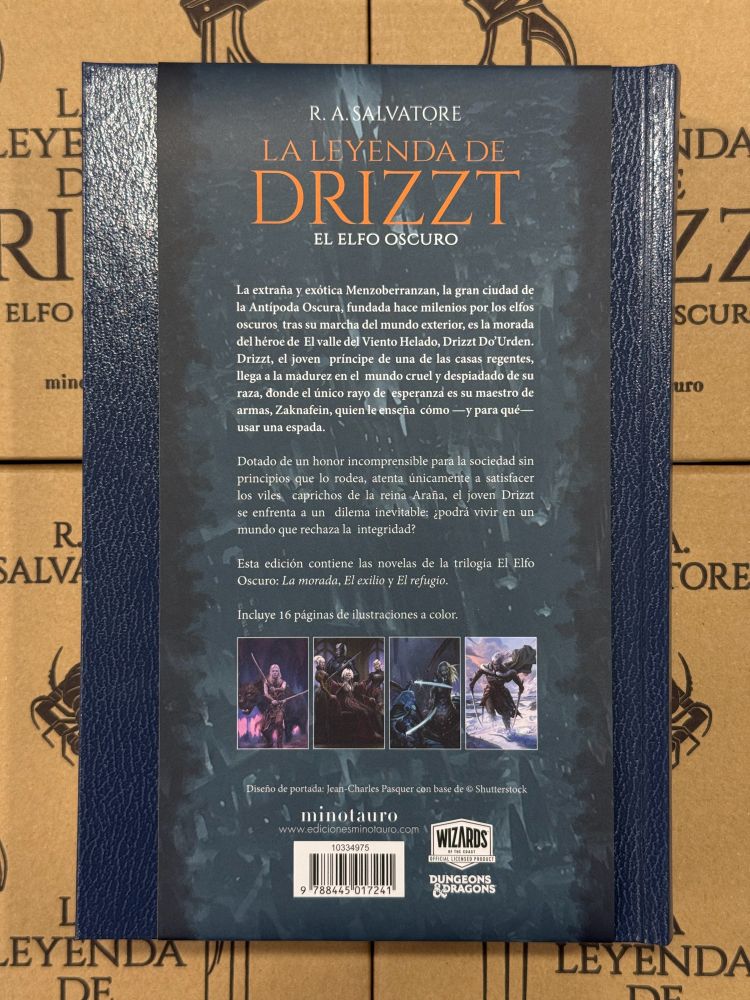 R. A. SALVATORE
LA LEYENDA DE
DRIZZT
EL ELFO OSCURO
La extraña y exótica Menzoberranzan, la gran ciudad de
la Antípoda Oscura, fundada hace milenios por los elfos
oscuros tras su marcha del mundo exterior, es la morada
del héroe de El valle del Viento Helado, Drizzt Do’Urden.
Drizzt, el joven príncipe de una de las casas regentes,
llega a la madurez en el mundo cruel y despiadado de su
raza, donde el único rayo de esperanza es su maestro de
armas, Zaknafein, quien le enseña cómo —y para qué—
usar una espada.
Dotado de un honor incomprensible para la sociedad sin
principios que lo rodea, atenta únicamente a satisfacer
los viles caprichos de la reina Araña, el joven Drizzt
se enfrenta a un dilema inevitable: ¿podrá vivir en un
mundo que rechaza la integridad?
Esta edición contiene las novelas de la trilogía El Elfo
Oscuro: La morada, El exilio y El refugio.
Incluye 16 páginas de ilustraciones a color.
Diseño de portada: Jean-Charles Pasquer con base de © Shutterstock
minotauro
www.edicionesminotauro.com
10334975
9 788445 017241
WIZARDS
OF THE COAST
OFFICIAL LICENSED PRODUCT
DUNGEONS
& DRAGONS
LA
LEYENDA
DE
LEYENDA
DE